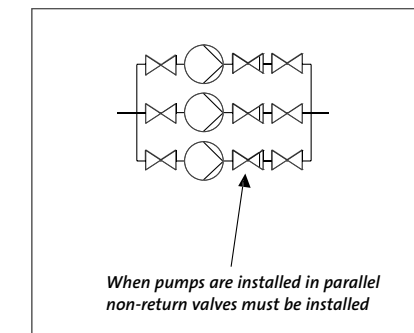 When pumps are installed in parallel
non-return valves must be installed